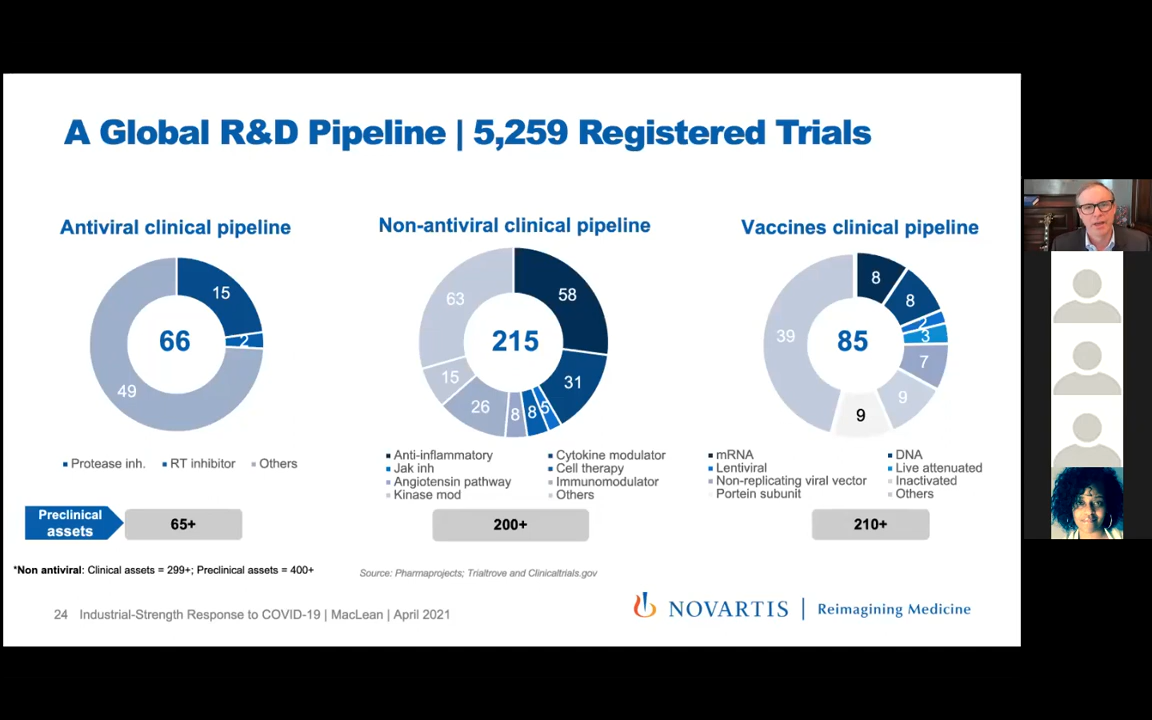 A Global R&D Pipeline | 5,259 Registered Trials
Antiviral clinical pipeline
15
2
49
66
Protease inh. RT inhibitor Others
Non-antiviral clinical pipeline
58
31
5
8
8
26
15
63
215
Anti-inflammatory Cytokine modulator
Jak inh Cell therapy
Angiotensin pathway Immunomodulator
Kinase mod Others
Vaccines clinical pipeline
8
8
2
3
7
9
9
39
85
mRNA DNA
Lentiviral Live attenuated
Non-replicating viral vector Inactivated
Portein subunit Others
Preclinical
assets
65+
200+
210+
*Non antiviral: Clinical assets = 299+; Preclinical assets = 400+
Source: Pharmaprojects; Trialtrove and Clinicaltrials.gov
24 Industrial-Strength Response to COVID-19 | MacLean | April 2021
NOVARTIS | Reimagining Medicine